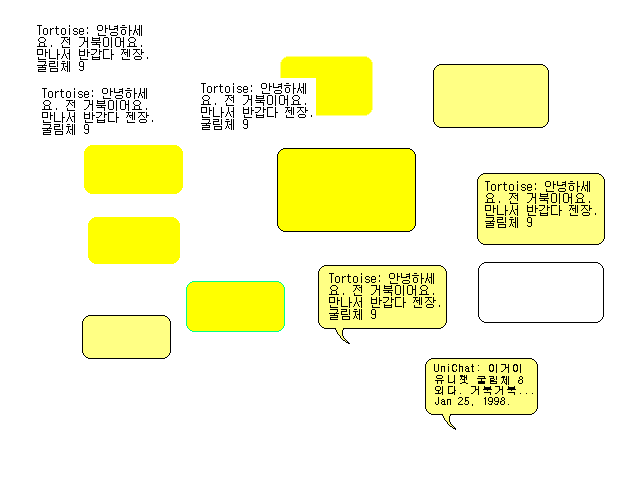 Tortoise: 안녕하세
요. 전 거북이어요.
만나서 반갑다 젠장.
굴림체 9
Tortoise: 안녕하세
요. 전 거북이어요.
만나서 반갑다 젠장.
굴림체 9
Tortoise: 안녕하세
요. 전 거북이어요.
만나서 반갑다 젠장.
굴림체 9
Tortoise: 안녕하세
요. 전 거북이어요.
만나서 반갑다 젠장.
굴림체 9
Tortoise: 안녕하세
요. 전 거북이어요.
만나서 반갑다 젠장.
굴림체 9
UniChat: 이거이
유니챗 굴림체 8
외다. 거북거북...
Jan 25, 1998.